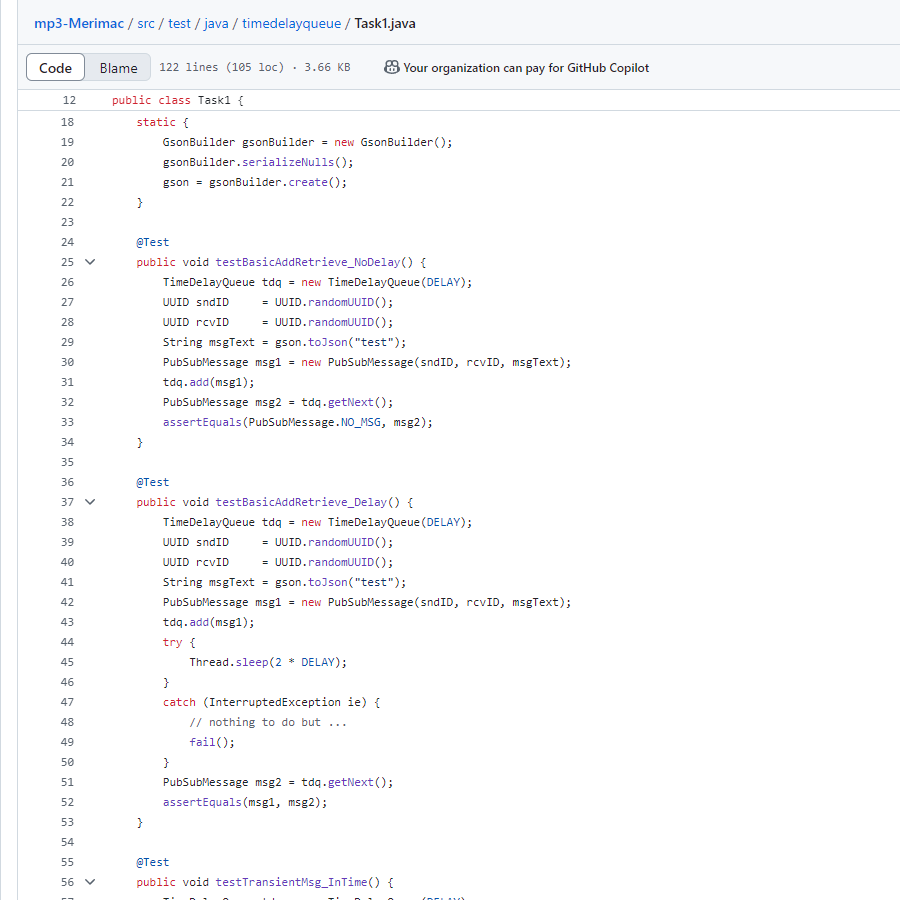 mp3-Merimac / src / test / java / timedelayqueue / Task1.java
Code Blame 122 lines (105 loc) · 3.66 KB Your organization can pay for GitHub Copilot
12 public class Task1 {
18 static {
19 GsonBuilder gsonBuilder = new GsonBuilder();
20 gsonBuilder.serializeNulls();
21 gson = gsonBuilder.create();
22 }
23
24 @Test
25 public void testBasicAddRetrieve_NoDelay() {
26 TimeDelayQueue tdq = new TimeDelayQueue(DELAY);
27 UUID sndID     = UUID.randomUUID();
28 UUID rcvID     = UUID.randomUUID();
29 String msgText = gson.toJson("test");
30 PubSubMessage msg1 = new PubSubMessage(sndID, rcvID, msgText);
31 tdq.add(msg1);
32 PubSubMessage msg2 = tdq.getNext();
33 assertEquals(PubSubMessage.NO_MSG, msg2);
34 }
35
36 @Test
37 public void testBasicAddRetrieve_Delay() {
38 TimeDelayQueue tdq = new TimeDelayQueue(DELAY);
39 UUID sndID     = UUID.randomUUID();
40 UUID rcvID     = UUID.randomUUID();
41 String msgText = gson.toJson("test");
42 PubSubMessage msg1 = new PubSubMessage(sndID, rcvID, msgText);
43 tdq.add(msg1);
44 try {
45 Thread.sleep(2 * DELAY);
46 }
47 catch (InterruptedException ie) {
48 // nothing to do but ...
49 fail();
50 }
51 PubSubMessage msg2 = tdq.getNext();
52 assertEquals(msg1, msg2);
53 }
54
55 @Test
56 public void testTransientMsg_InTime() {